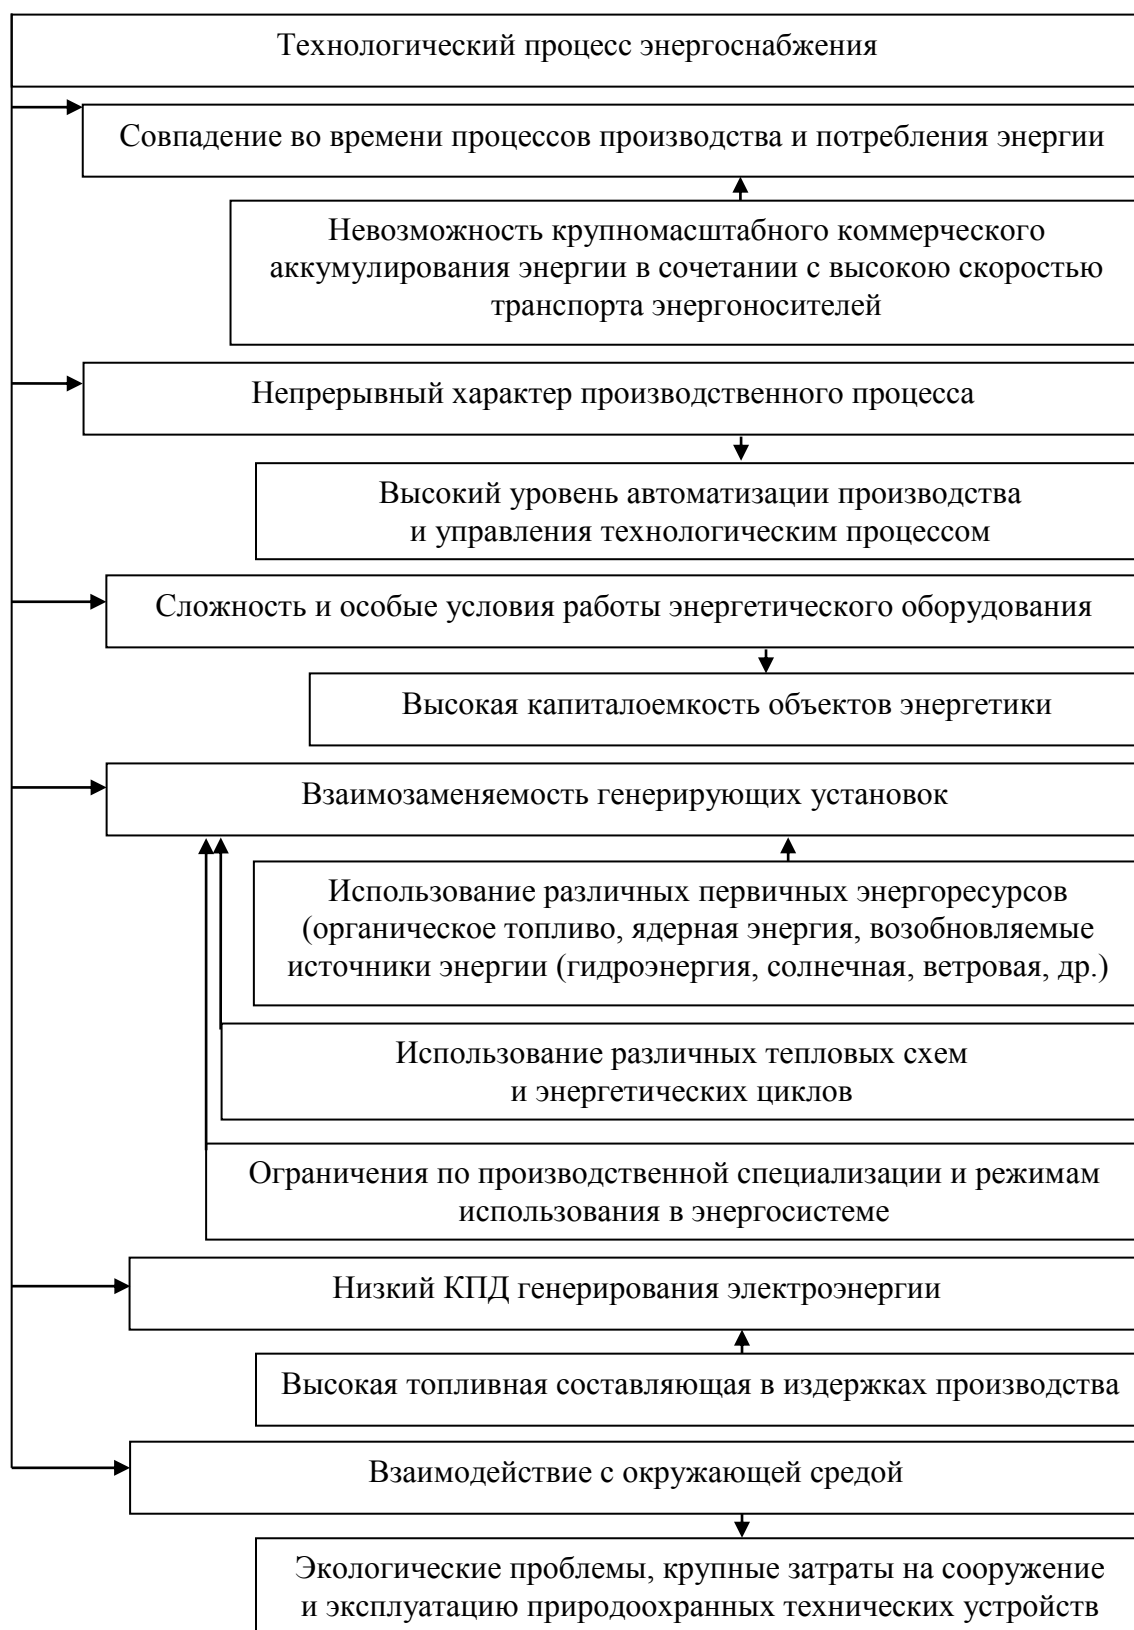 Технологический процесс энергоснабжения
Совпадение во времени процессов производства и потребления энергии
Невозможность крупномасштабного коммерческого
аккумулирования энергии в сочетании с высокою скоростью
транспорта энергоносителей
Непрерывный характер производственного процесса
Высокий уровень автоматизации производства
и управления технологическим процессом
Сложность и особые условия работы энергетического оборудования
Высокая капиталоемкость объектов энергетики
Взаимозаменяемость генерирующих установок
Использование различных первичных энергоресурсов
(органическое топливо, ядерная энергия, возобновляемые
источники энергии (гидроэнергия, солнечная, ветровая, др.)
Использование различных тепловых схем
и энергетических циклов
Ограничения по производственной специализации и режимам
использования в энергосистеме
Низкий КПД генерирования электроэнергии
Высокая топливная составляющая в издержках производства
Взаимодействие с окружающей средой
Экологические проблемы, крупные затраты на сооружение
и эксплуатацию природоохранных технических устройств